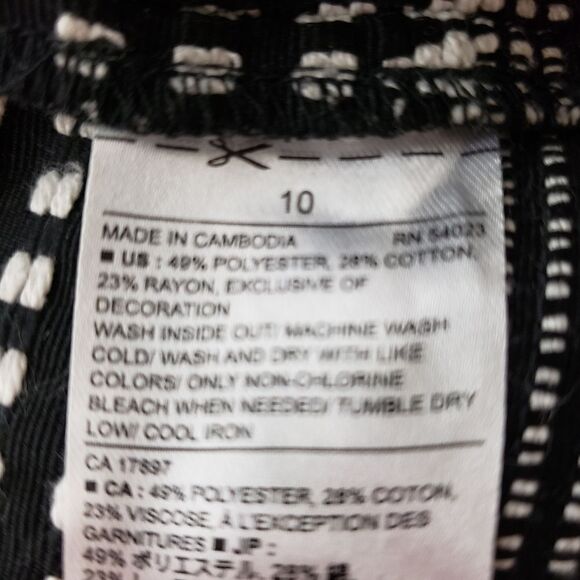 10
MADE IN CAMBODIA RN 54023
■ US : 49% POLYESTER, 28% COTTON,
23% RAYON, EXCLUSIVE OF
DECORATION
WASH INSIDE OUT/ MACHINE WASH
COLD/ WASH AND DRY WITH LIKE
COLORS/ ONLY NON-CHLORINE
BLEACH WHEN NEEDED/ TUMBLE DRY
LOW/ COOL IRON
CA 17897
■ CA : 49% POLYESTER, 28% COTON,
23% VISCOSE, A L'EXCEPTION DES
GARNITURES ■ JP :
49% ポリエステル, 28% 綿,
23%